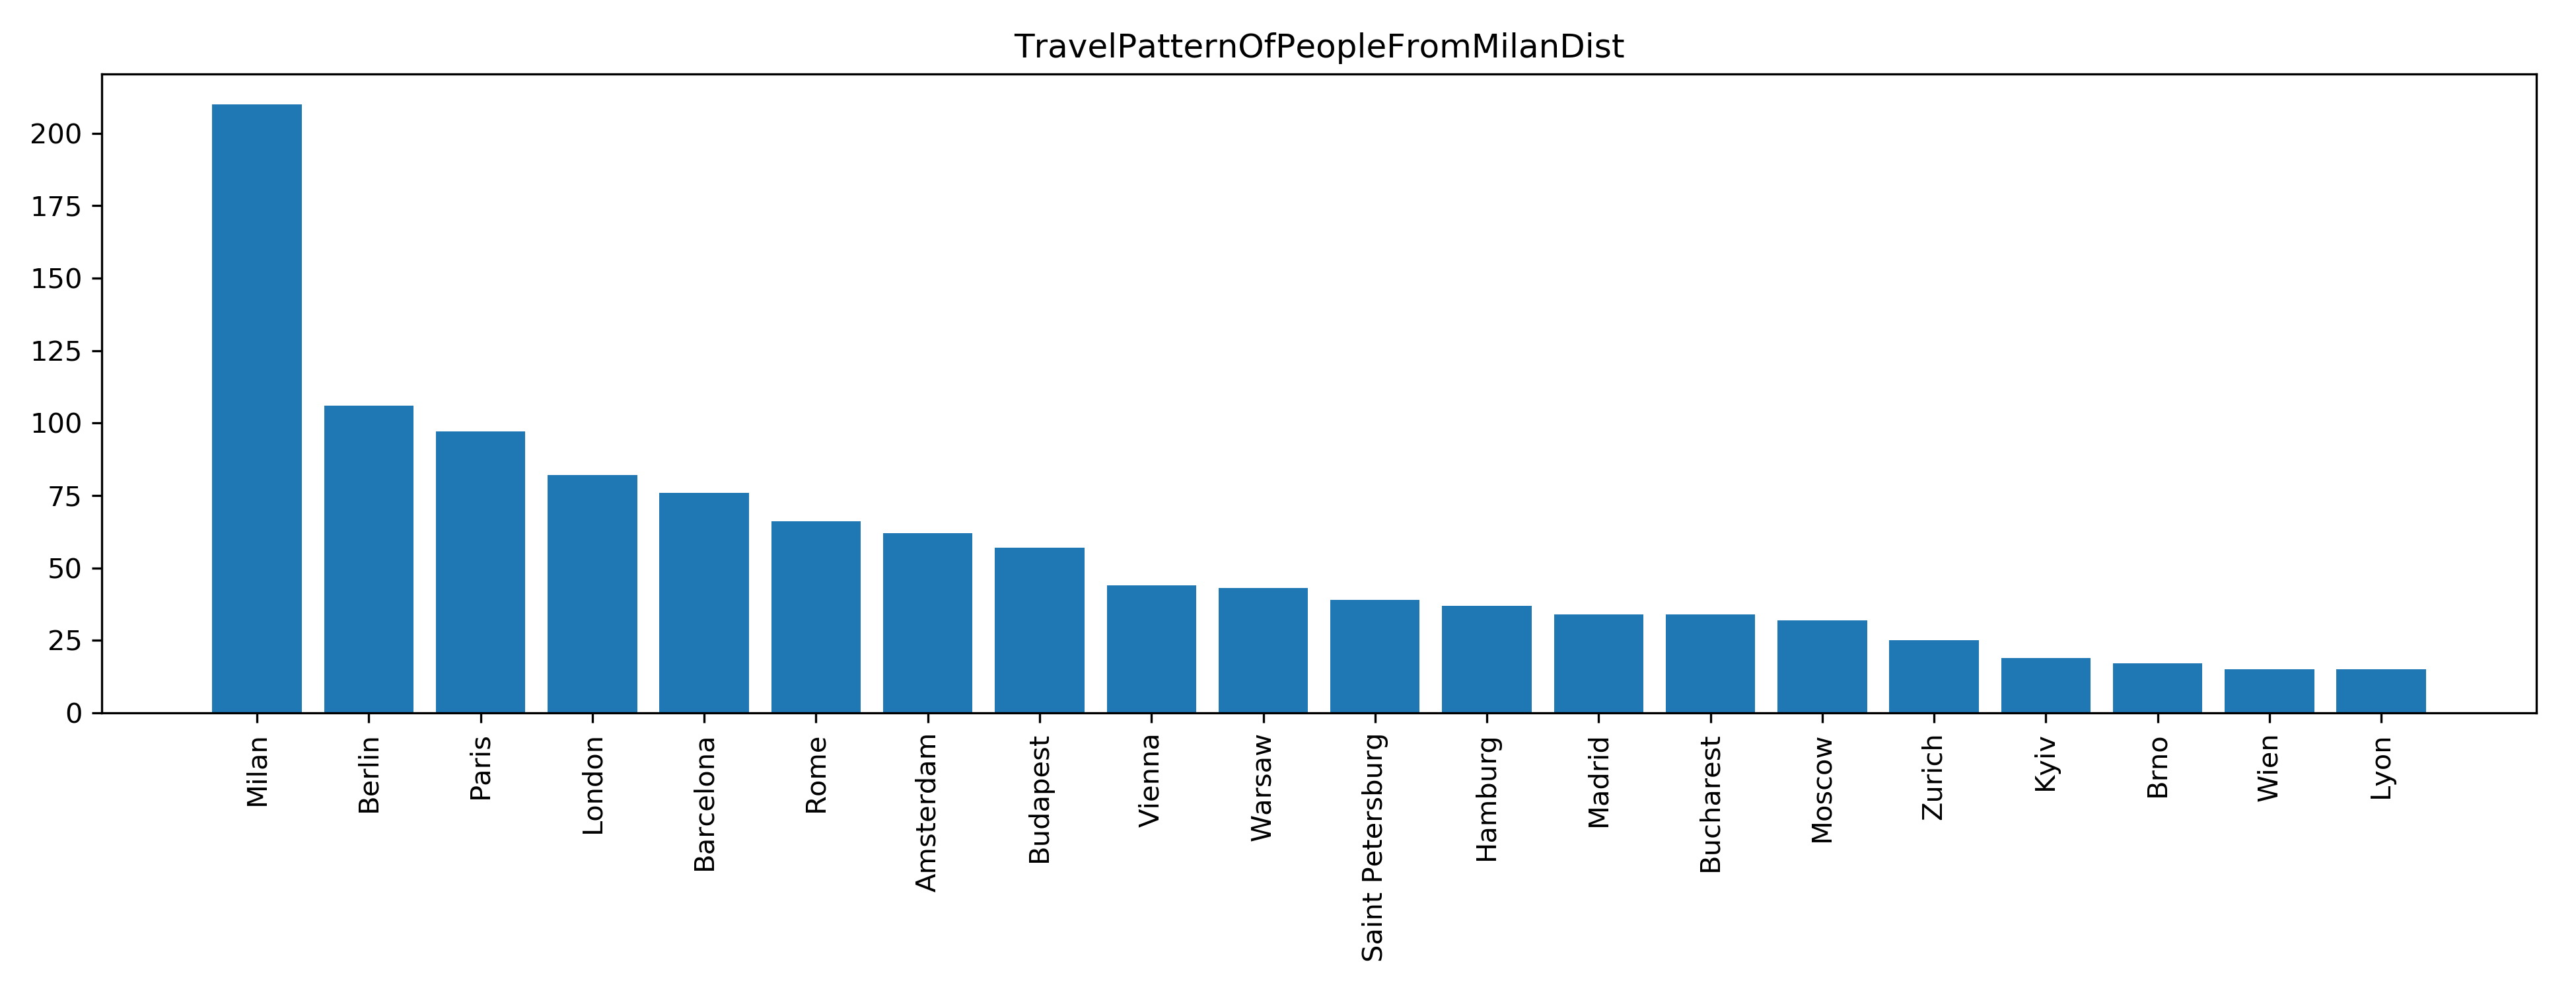 TravelPatternOfPeopleFromMilanDist
200
175
150
125
100
75
50
25
0
Milan
Berlin
Paris
London
Barcelona
Rome
Amsterdam
Budapest
Vienna
Warsaw
Saint Petersburg
Hamburg
Madrid
Bucharest
Moscow
Zurich
Kyiv
Brno
Wien
Lyon